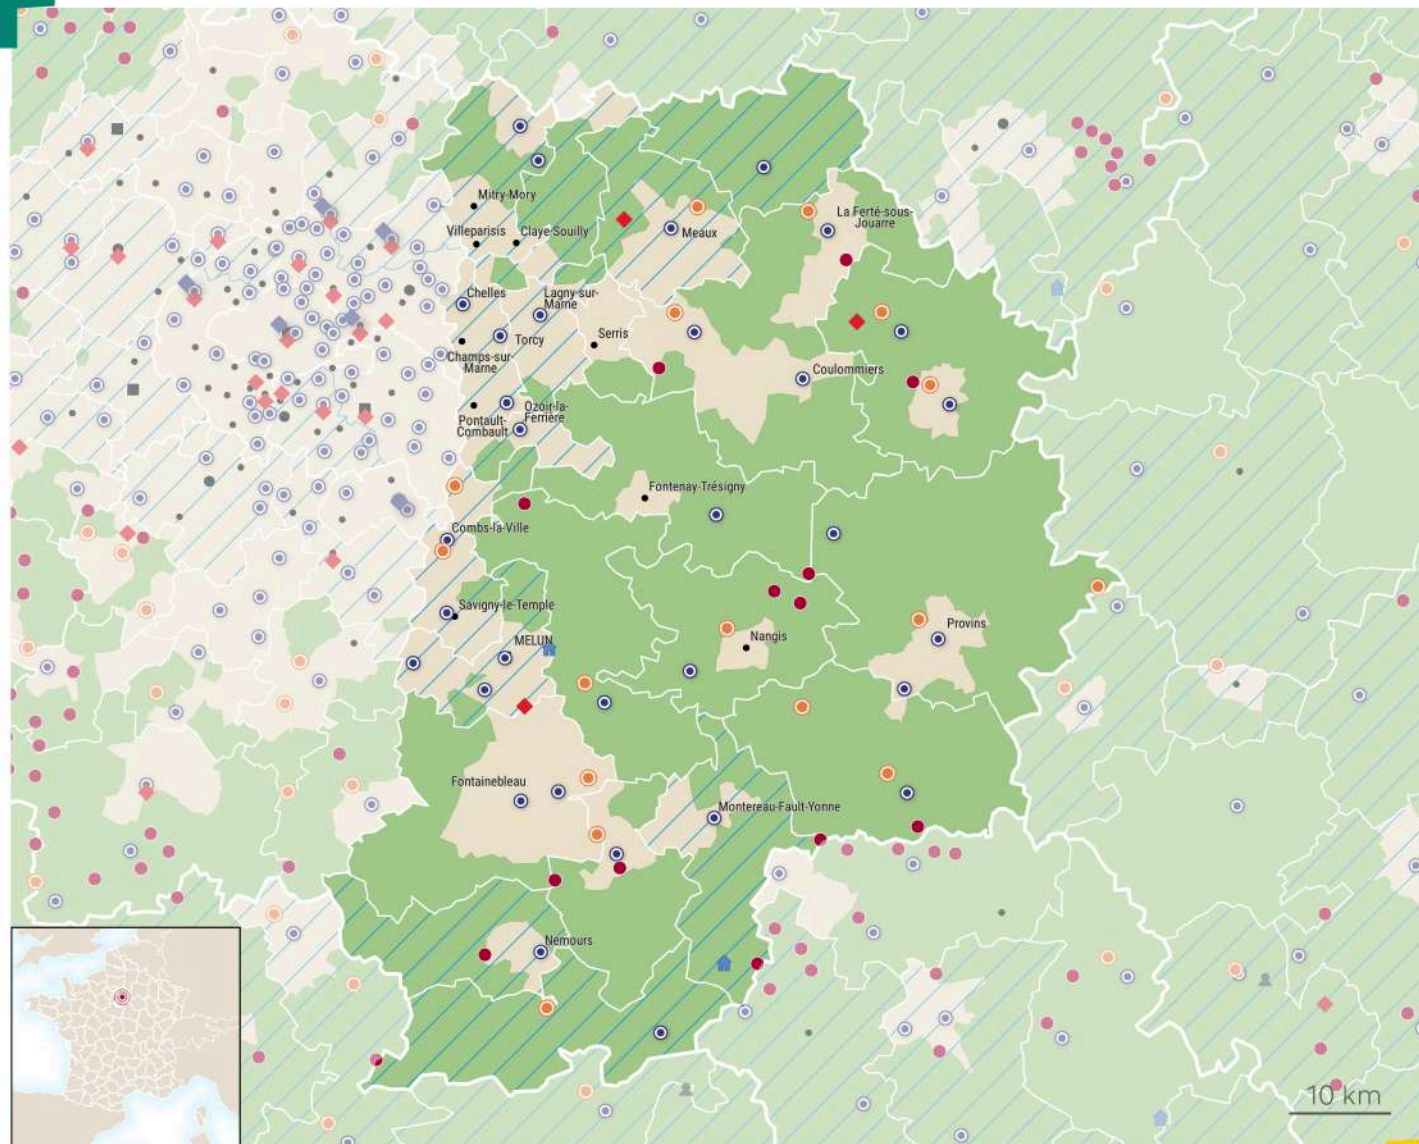 Mitry-Mory
Villeparisis
Claye-Souilly
La Ferté-sous-
Jouarre
Meaux
Chelles
Lagny-sur-
Marne
Torcy
Serris
Champs-sur-
Marne
Coulommiers
Ozoir-la-
Ferrière
Pontault-
Combault
Fontenay-Trésigny
Combs-la-Ville
Savigny-le-Temple
MELUN
Nangis
Provins
Fontainebleau
Montereau-Fault-Yonne
Nemours
10 km